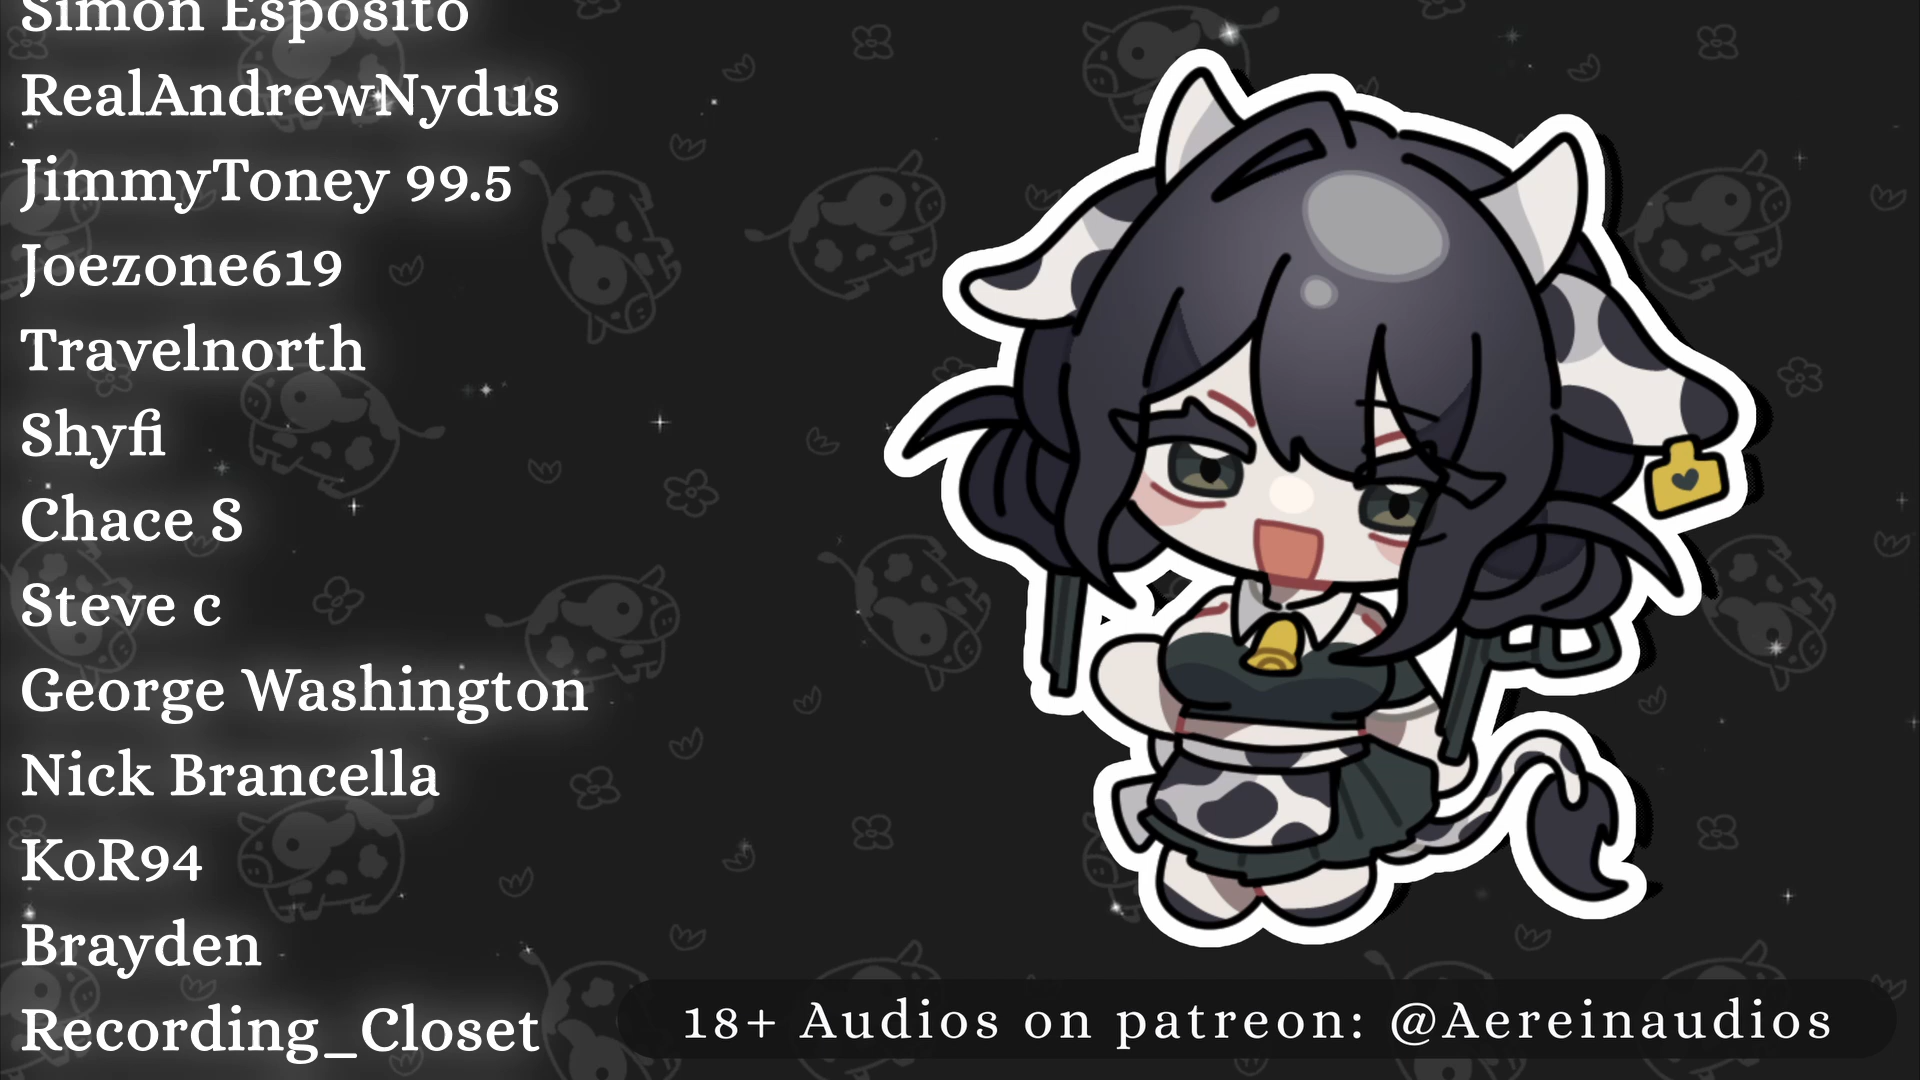 Simon Esposito
RealAndrewNydus
JimmyToney 99.5
Joezone619
Travelnorth
Shyfi
Chace S
Steve c
George Washington
Nick Brancella
KoR94
Brayden
Recording_Closet
18+ Audios on patreon: @Aereinaudios